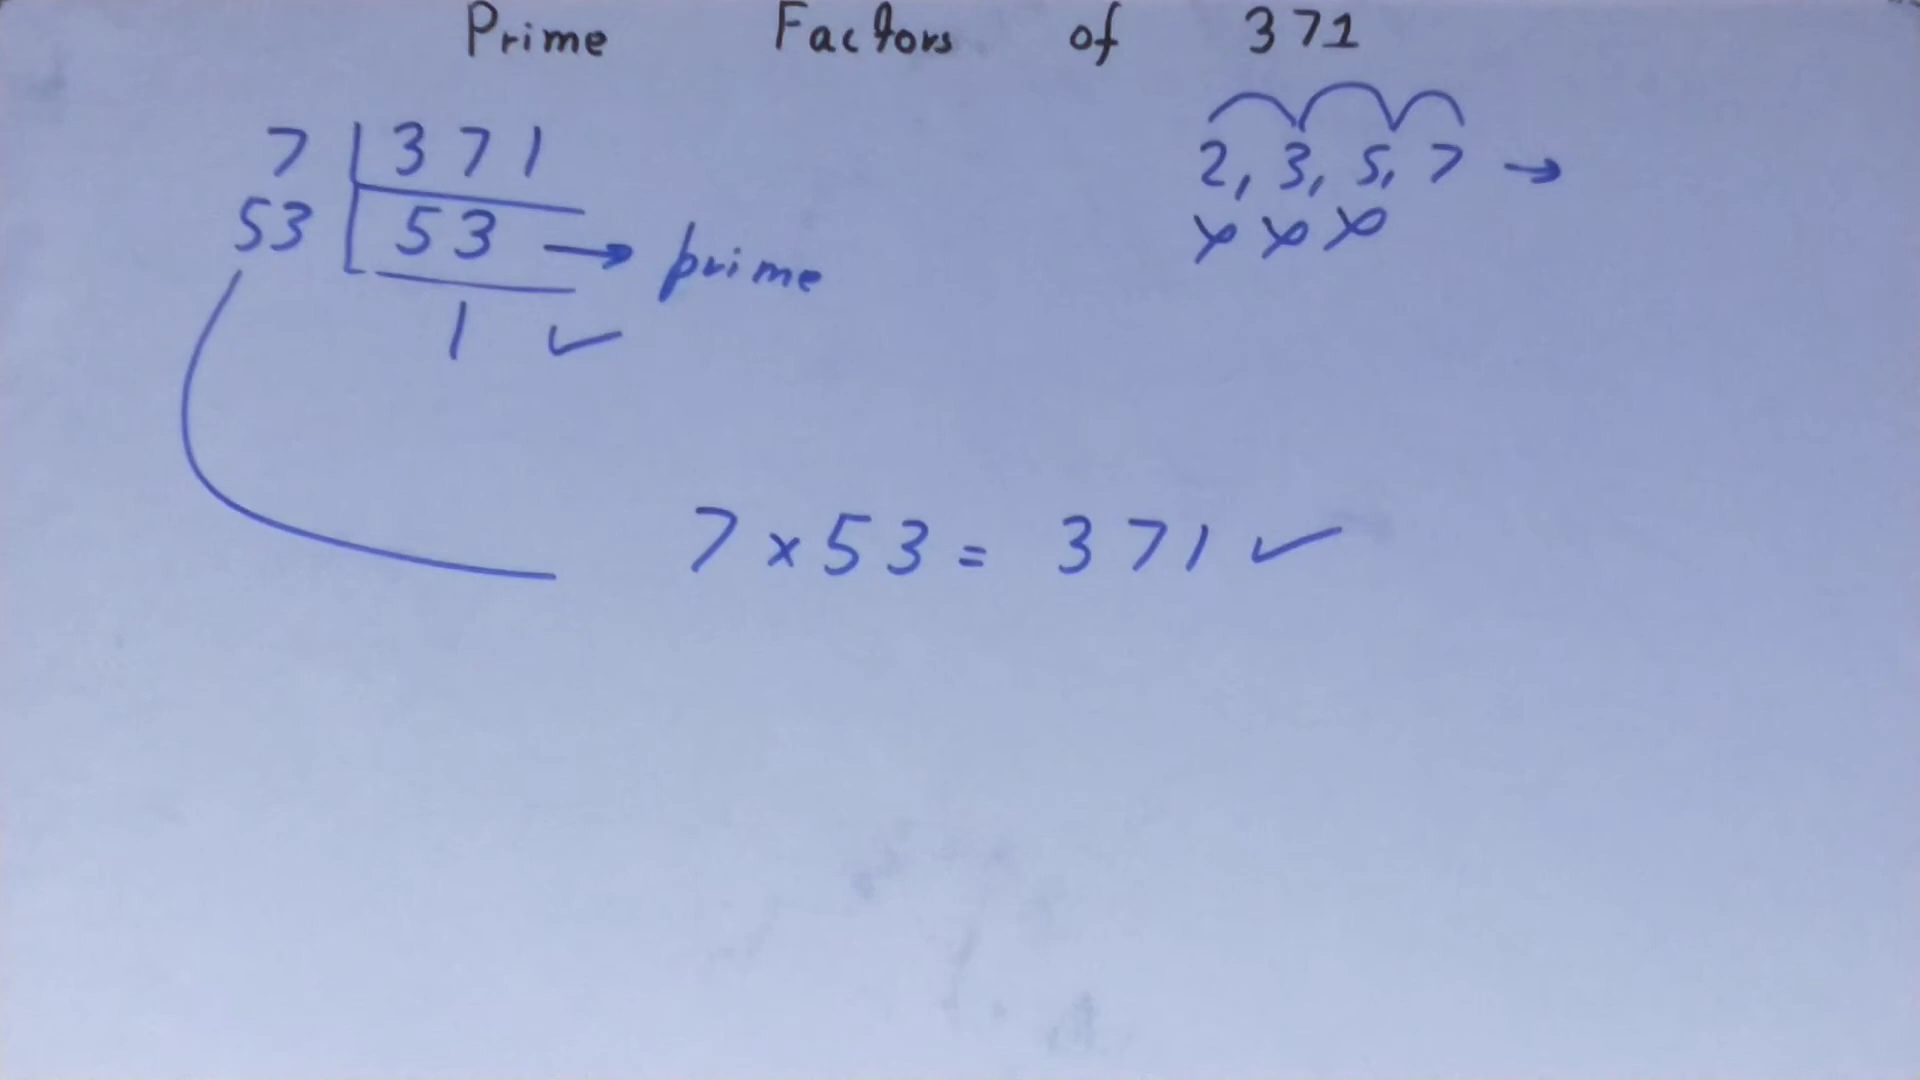 Prime Factors of 371
7 | 371
2, 3, 5, 7 →
53 | 53 → prime
x x x
1 ✓
7 x 53 = 371 ✓